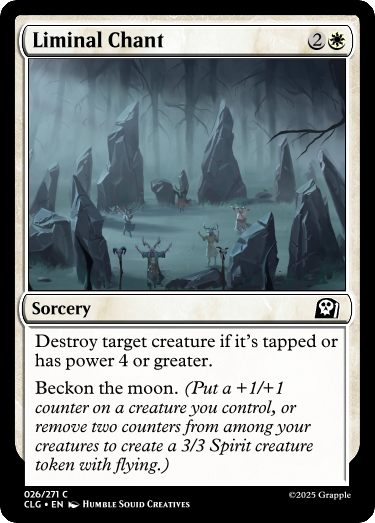 Liminal Chant 2
Sorcery
Destroy target creature if it's tapped or
has power 4 or greater.
Beckon the moon. (Put a +1/+1
counter on a creature you control, or
remove two counters from among your
creatures to create a 3/3 Spirit creature
token with flying.)
026/271 C
CLG • EN Humble Squid Creatives
©2025 Grapple